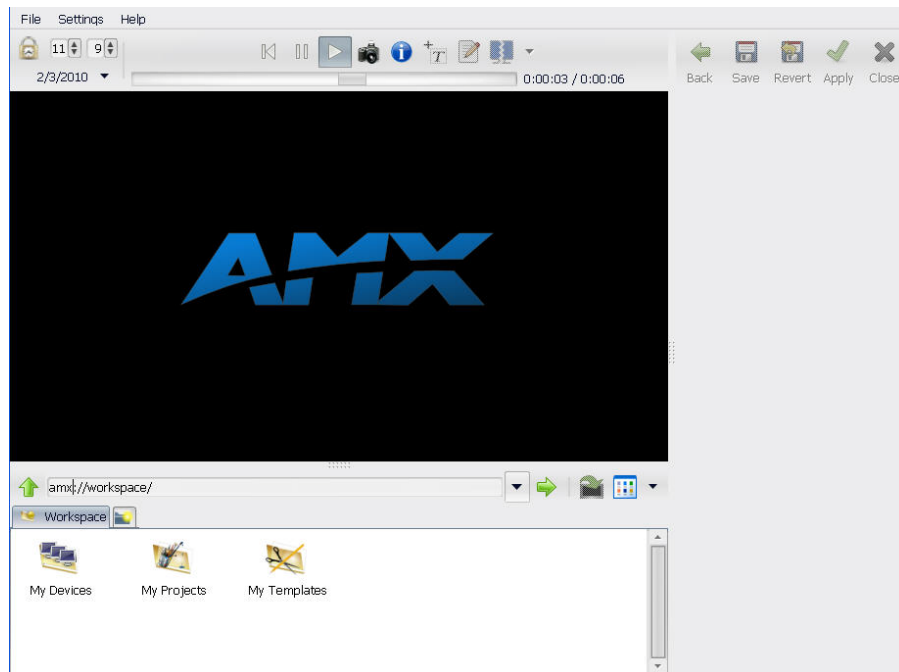 File Settings Help
11 9
T
2/3/2010
0:00:03 / 0:00:06
Back Save Revert Apply Close
AMX
amx://workspace/
Workspace
My Devices My Projects My Templates